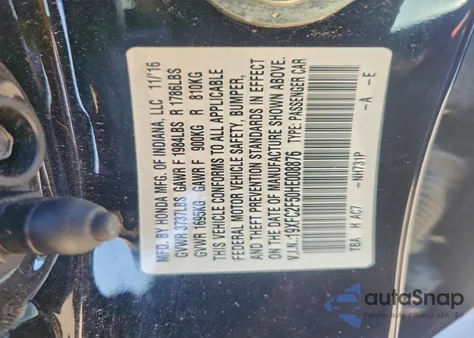 MFD. BY HONDA MFG. OF INDIANA, LLC 11/16
GVWR 3737LBS GAWR F 1984LBS R 1786LBS
GVWR 1695KG GAWR F 900KG R 810KG
THIS VEHICLE CONFORMS TO ALL APPLICABLE
FEDERAL MOTOR VEHICLE SAFETY, BUMPER,
AND THEFT PREVENTION STANDARDS IN EFFECT
ON THE DATE OF MANUFACTURE SHOWN ABOVE.
V.I.N.:19XFC2F50HE008876 TYPE: PASSENGER CAR
TBA H AC7 -NH731P -A -E
autoSnap